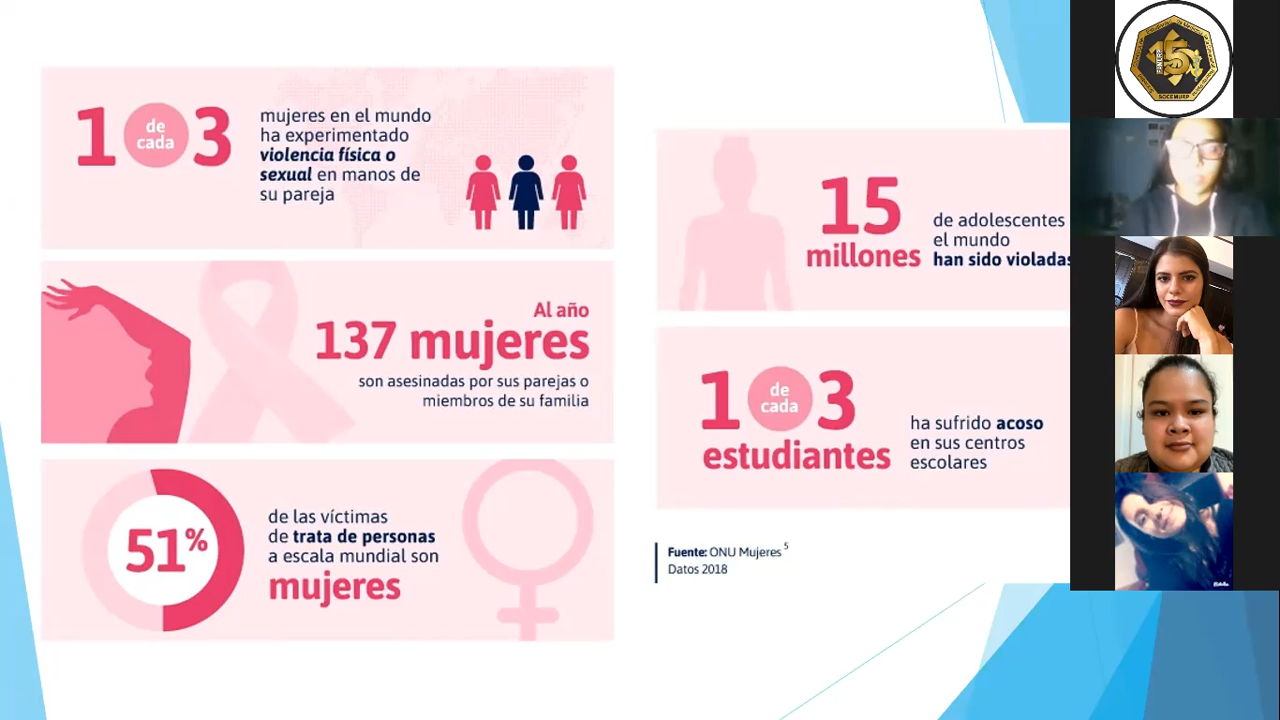 1 de cada 3
mujeres en el mundo
ha experimentado
violencia física o
sexual en manos de
su pareja
Al año
137 mujeres
son asesinadas por sus parejas o
miembros de su familia
51%
de las víctimas
de trata de personas
a escala mundial son
mujeres
15
millones
de adolescentes
el mundo
han sido violadas
1 de cada 3
estudiantes
ha sufrido acoso
en sus centros
escolares
Fuente: ONU Mujeres 5
Datos 2018
15
SOCEMURP